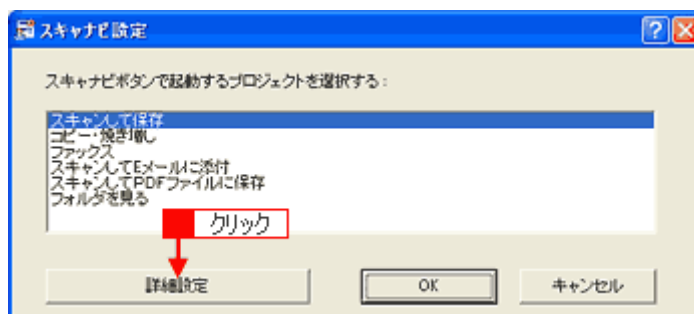 スキャナビ設定
スキャナビボタンで起動するプロジェクトを選択する:
スキャンして保存
コピー・焼き増し
ファックス
スキャンしてEメールに添付
スキャンしてPDFファイルに保存
フォルダを見る
クリック
詳細設定
OK
キャンセル